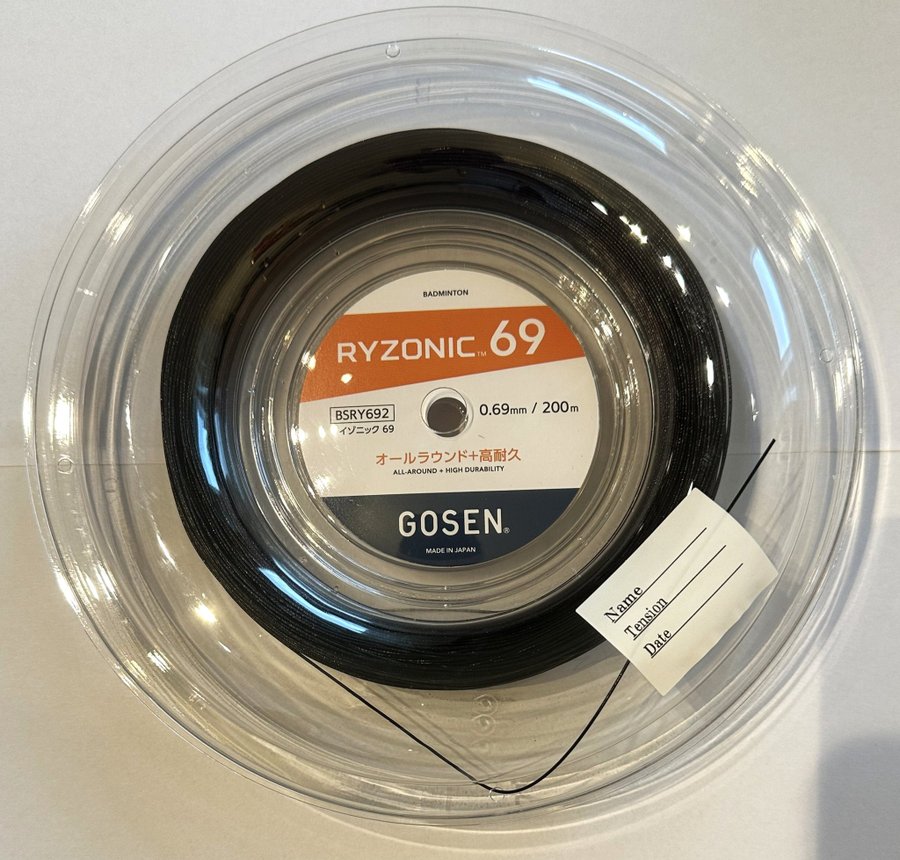 BADMINTON
RYZONIC™ 69
BSRY692
イゾニック 69
0.69mm / 200m
オールラウンド+高耐久
ALL-AROUND + HIGH DURABILITY
GOSEN®
MADE IN JAPAN
Name
Tension
Date